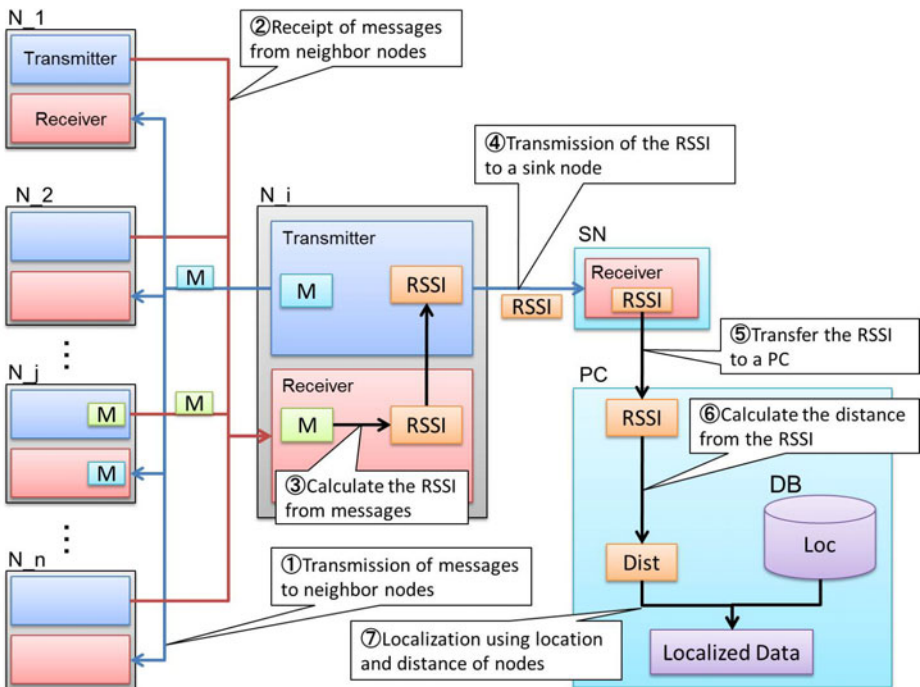 N_1
Transmitter
Receiver
②Receipt of messages
from neighbor nodes
N_2
M
⋮
N_j
M
M
M
⋮
N_n
N_i
Transmitter
M
RSSI
Receiver
M
RSSI
③Calculate the RSSI
from messages
①Transmission of messages
to neighbor nodes
④Transmission of the RSSI
to a sink node
RSSI
SN
Receiver
RSSI
⑤Transfer the RSSI
to a PC
PC
RSSI
⑥Calculate the distance
from the RSSI
DB
Loc
Dist
⑦Localization using location
and distance of nodes
Localized Data